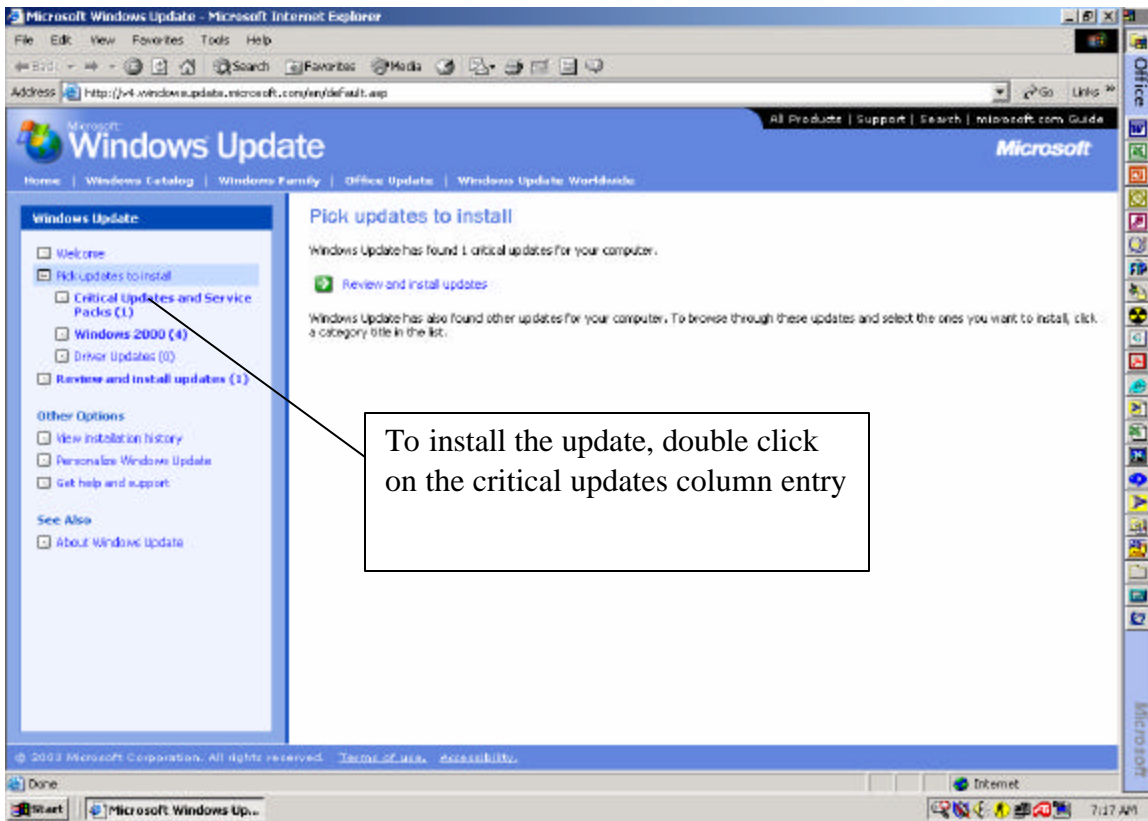 Microsoft Windows Update - Microsoft Internet Explorer
File Edit View Favorites Tools Help
Back Search Favorites Media
Address http://v4.windowsupdate.microsoft.com/en/default.asp Go Links »
All Products | Support | Search | microsoft.com Guide
Microsoft
Windows Update
Microsoft
Home | Windows Catalog | Windows Family | Office Update | Windows Update Worldwide
Windows Update
Welcome
Pick updates to install
Critical Updates and Service
Packs (1)
Windows 2000 (4)
Driver Updates (0)
Review and install updates (1)
Other Options
View installation history
Personalize Windows Update
Get help and support
See Also
About Windows Update
Pick updates to install
Windows Update has found 1 critical updates for your computer.
Review and install updates
Windows Update has also found other updates for your computer. To browse through these updates and select the ones you want to install, click
a category title in the list.
To install the update, double click
on the critical updates column entry
© 2003 Microsoft Corporation. All rights reserved. Terms of use. Accessibility.
Done
Internet
Start
Microsoft Windows Up...
7:17 AM
Office
Microsoft